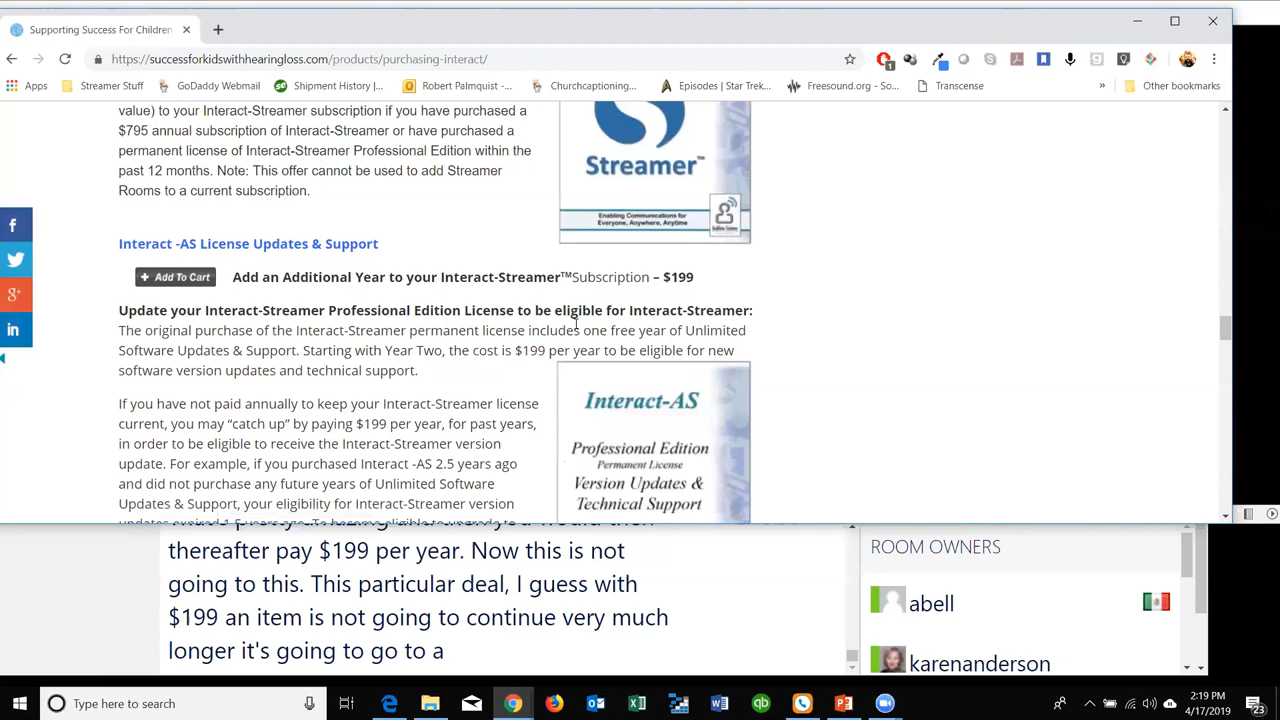 Supporting Success For Children
https://successforkidswithhearingloss.com/products/purchasing-interact/
1
Apps
Streamer Stuff
GoDaddy Webmail
Shipment History |...
Robert Palmquist -...
Churchcaptioning...
Episodes | Star Trek...
Freesound.org - So...
Transcense
»
Other bookmarks
value) to your Interact-Streamer subscription if you have purchased a
$795 annual subscription of Interact-Streamer or have purchased a
permanent license of Interact-Streamer Professional Edition within the
past 12 months. Note: This offer cannot be used to add Streamer
Rooms to a current subscription.
Streamer™
Enabling Communications for
Everyone, Anywhere, Anytime
Interact -AS License Updates & Support
+ Add To Cart
Add an Additional Year to your Interact-Streamer™Subscription – $199
Update your Interact-Streamer Professional Edition License to be eligible for Interact-Streamer:
The original purchase of the Interact-Streamer permanent license includes one free year of Unlimited
Software Updates & Support. Starting with Year Two, the cost is $199 per year to be eligible for new
software version updates and technical support.
If you have not paid annually to keep your Interact-Streamer license
current, you may “catch up” by paying $199 per year, for past years,
in order to be eligible to receive the Interact-Streamer version
update. For example, if you purchased Interact -AS 2.5 years ago
and did not purchase any future years of Unlimited Software
Updates & Support, your eligibility for Interact-Streamer version
Interact-AS
Professional Edition
Permanent License
Version Updates &
Technical Support
thereafter pay $199 per year. Now this is not
going to this. This particular deal, I guess with
$199 an item is not going to continue very much
longer it's going to go to a
ROOM OWNERS
abell
karenanderson
Type here to search
2:19 PM
4/17/2019
23